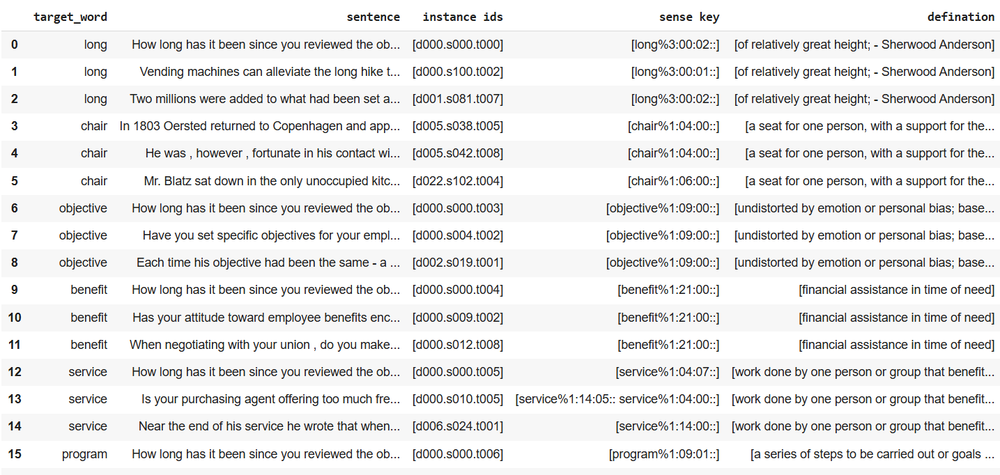 target_word sentence instance ids sense key defination
0 long How long has it been since you reviewed the ob... [d000.s000.t000] [long%3:00:02::] [of relatively great height; - Sherwood Anderson]
1 long Vending machines can alleviate the long hike t... [d000.s100.t002] [long%3:00:01::] [of relatively great height; - Sherwood Anderson]
2 long Two millions were added to what had been set a... [d001.s081.t007] [long%3:00:02::] [of relatively great height; - Sherwood Anderson]
3 chair In 1803 Oersted returned to Copenhagen and app... [d005.s038.t005] [chair%1:04:00::] [a seat for one person, with a support for the...
4 chair He was , however , fortunate in his contact wi... [d005.s042.t008] [chair%1:04:00::] [a seat for one person, with a support for the...
5 chair Mr. Blatz sat down in the only unoccupied kitc... [d022.s102.t004] [chair%1:06:00::] [a seat for one person, with a support for the...
6 objective How long has it been since you reviewed the ob... [d000.s000.t003] [objective%1:09:00::] [undistorted by emotion or personal bias; base...
7 objective Have you set specific objectives for your empl... [d000.s004.t002] [objective%1:09:00::] [undistorted by emotion or personal bias; base...
8 objective Each time his objective had been the same - a ... [d002.s019.t001] [objective%1:09:00::] [undistorted by emotion or personal bias; base...
9 benefit How long has it been since you reviewed the ob... [d000.s000.t004] [benefit%1:21:00::] [financial assistance in time of need]
10 benefit Has your attitude toward employee benefits enc... [d000.s009.t002] [benefit%1:21:00::] [financial assistance in time of need]
11 benefit When negotiating with your union , do you make... [d000.s012.t008] [benefit%1:21:00::] [financial assistance in time of need]
12 service How long has it been since you reviewed the ob... [d000.s000.t005] [service%1:04:07::] [work done by one person or group that benefit...
13 service Is your purchasing agent offering too much fre... [d000.s010.t005] [service%1:14:05:: service%1:04:00::] [work done by one person or group that benefit...
14 service Near the end of his service he wrote that when... [d006.s024.t001] [service%1:14:00::] [work done by one person or group that benefit...
15 program How long has it been since you reviewed the ob... [d000.s000.t006] [program%1:09:01::] [a series of steps to be carried out or goals ...